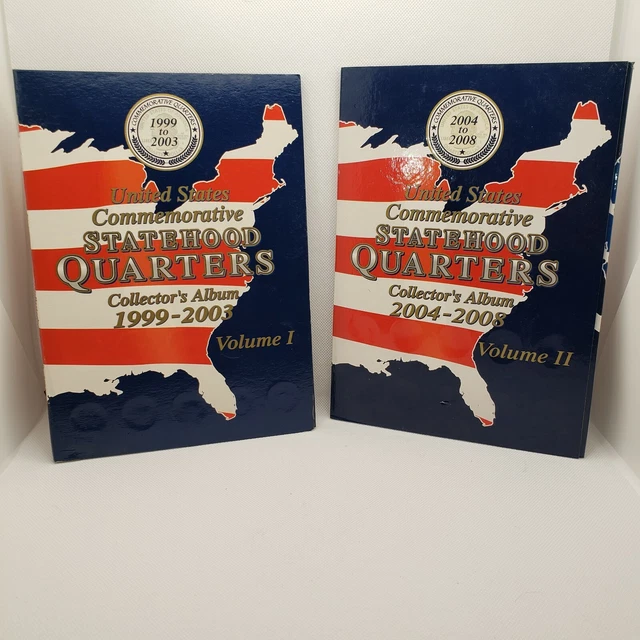 COMMEMORATIVE QUARTERS
1999
to
2003
United States
Commemorative
STATEHOOD
QUARTERS
Collector's Album
1999-2003
Volume I
COMMEMORATIVE QUARTERS
2004
to
2008
United States
Commemorative
STATEHOOD
QUARTERS
Collector's Album
2004-2008
Volume II